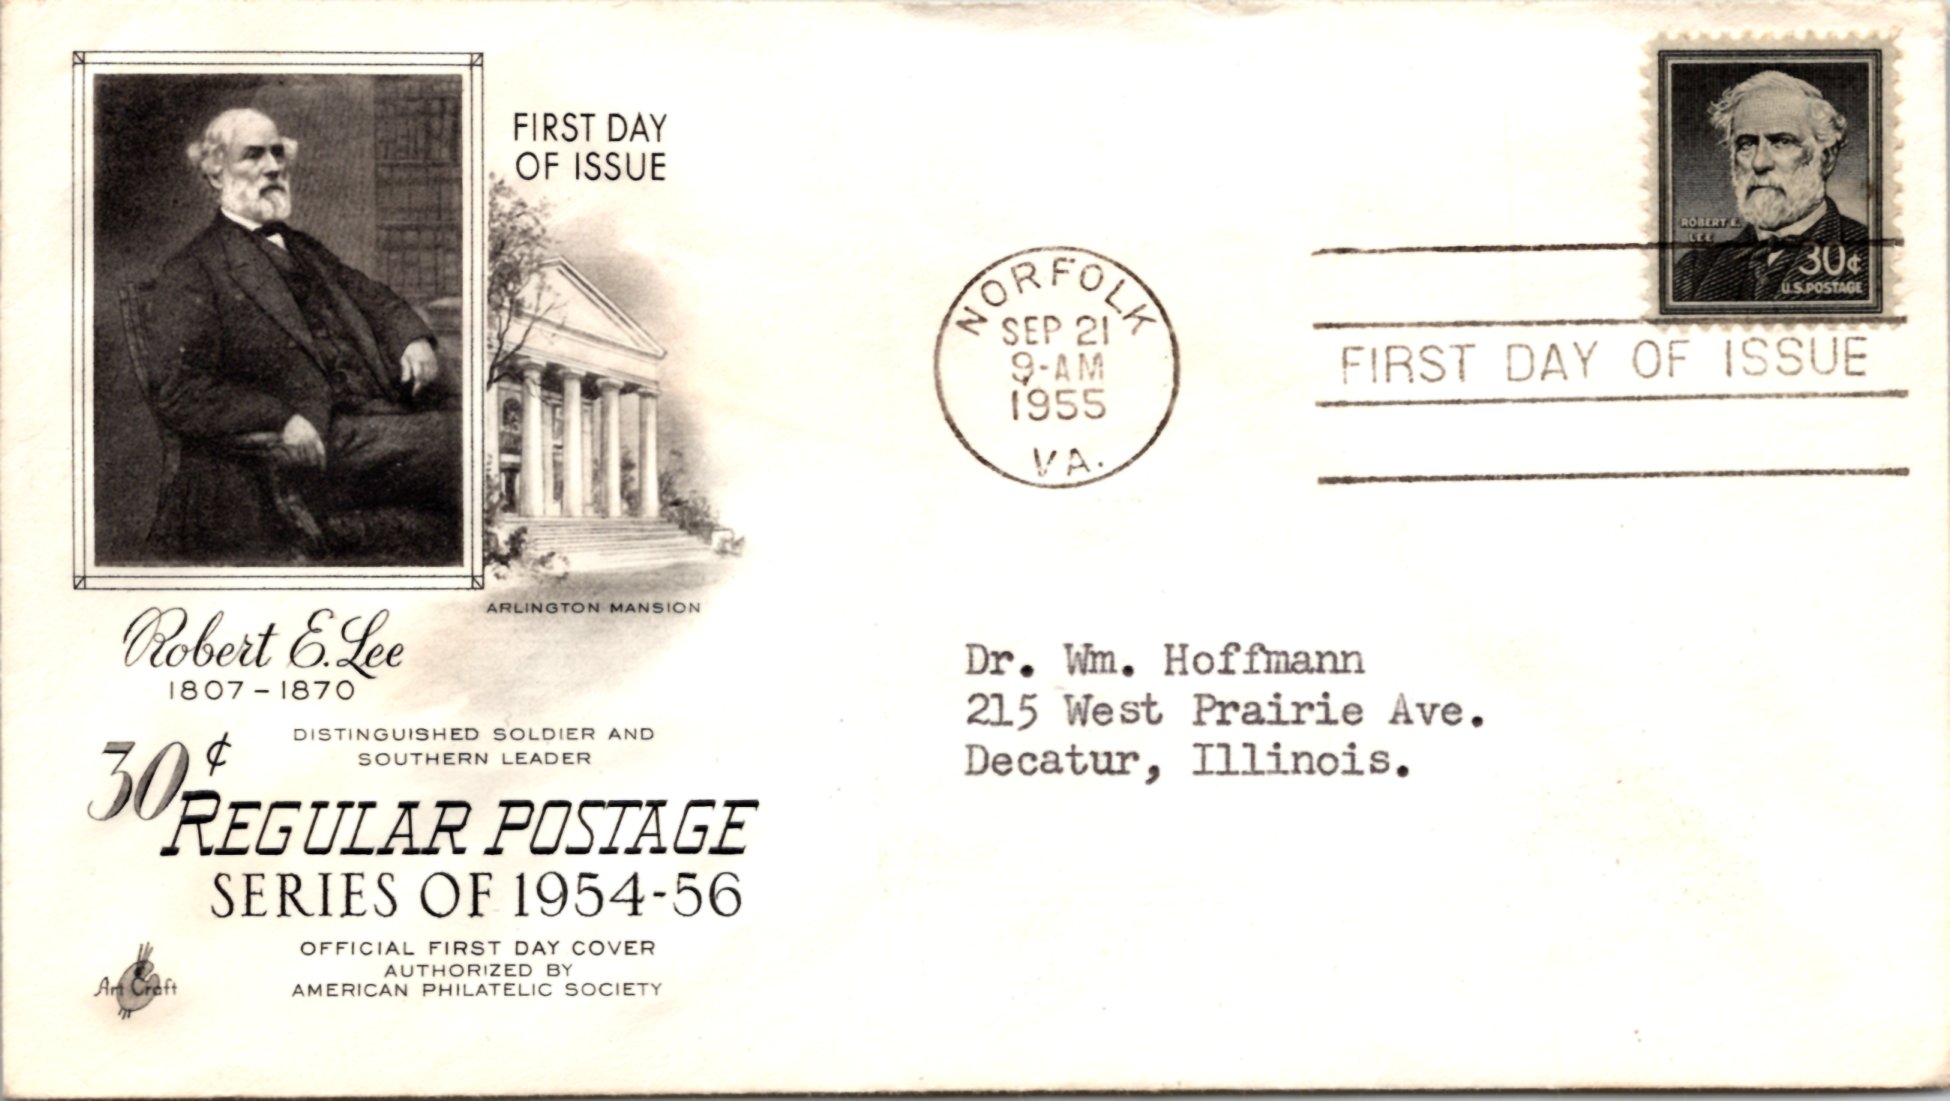 FIRST DAY
OF ISSUE
ARLINGTON MANSION
Robert E. Lee
1807-1870
DISTINGUISHED SOLDIER AND
SOUTHERN LEADER
30¢
REGULAR POSTAGE
SERIES OF 1954-56
OFFICIAL FIRST DAY COVER
AUTHORIZED BY
AMERICAN PHILATELIC SOCIETY
Art Craft
NORFOLK
SEP 21
9-AM
1955
VA.
ROBERT E.
LEE
30¢
U.S.POSTAGE
FIRST DAY OF ISSUE
Dr. Wm. Hoffmann
215 West Prairie Ave.
Decatur, Illinois.